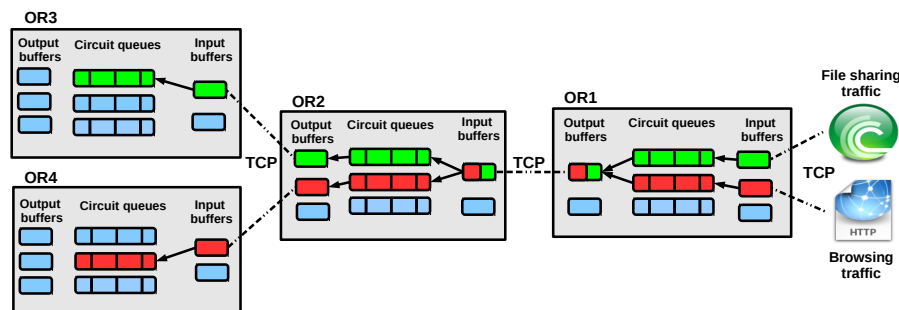 OR3
Output
buffers
Circuit queues
Input
buffers
OR2
Output
buffers
Circuit queues
Input
buffers
OR1
Output
buffers
Circuit queues
Input
buffers
File sharing
traffic
TCP
TCP
TCP
OR4
Output
buffers
Circuit queues
Input
buffers
HTTP
Browsing
traffic